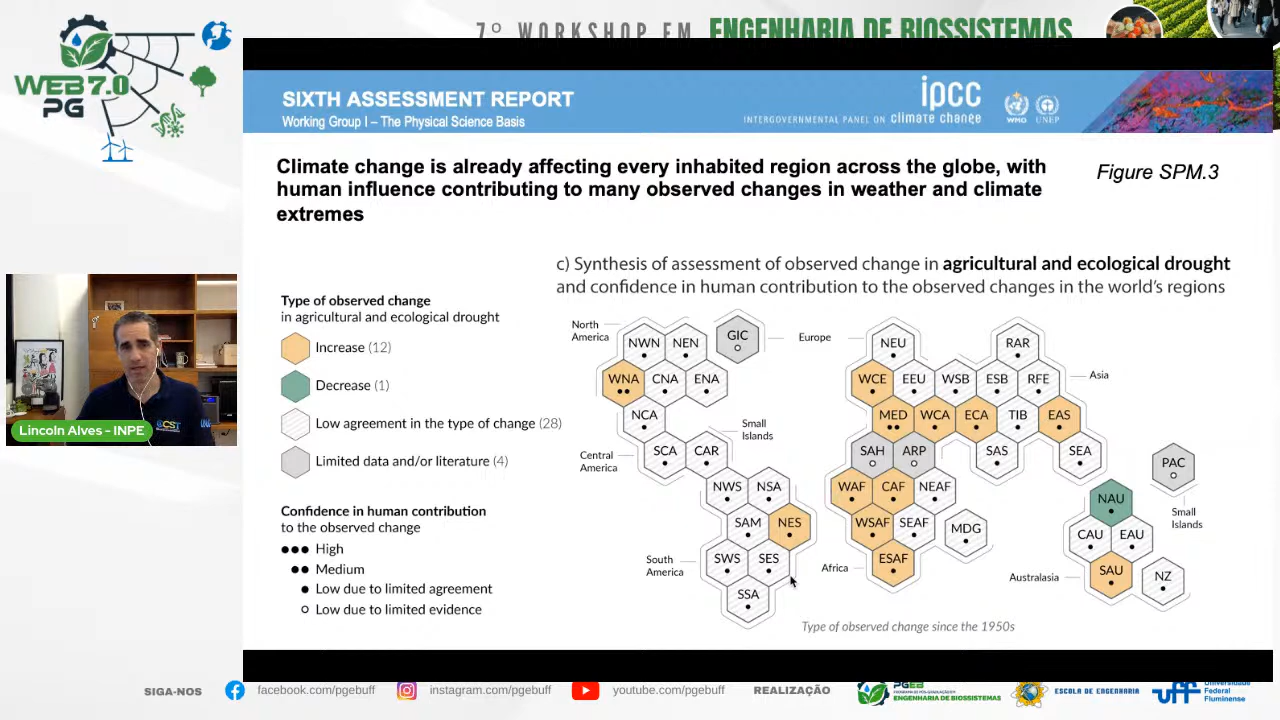 7º WORKSHOP EM ENGENHARIA DE BIOSSISTEMAS
WEB 7.0
PG
SIXTH ASSESSMENT REPORT
Working Group I – The Physical Science Basis
ipcc
INTERGOVERNMENTAL PANEL ON climate change
WMO
UNEP
Climate change is already affecting every inhabited region across the globe, with
human influence contributing to many observed changes in weather and climate
extremes
Figure SPM.3
c) Synthesis of assessment of observed change in agricultural and ecological drought
and confidence in human contribution to the observed changes in the world's regions
Type of observed change
in agricultural and ecological drought
Increase (12)
Decrease (1)
Low agreement in the type of change (28)
Limited data and/or literature (4)
Confidence in human contribution
to the observed change
High
Medium
Low due to limited agreement
Low due to limited evidence
North
America
NWN NEN GIC
WNA CNA ENA
NCA
Central
America
SCA CAR
Small
Islands
NWS NSA
SAM NES
South
America
SWS SES
SSA
Europe
NEU RAR
WCE EEU WSB ESB RFE
Asia
MED WCA ECA TIB EAS
SAH ARP SAS SEA
WAF CAF NEAF
WSAF SEAF MDG
Africa
ESAF
PAC
Small
Islands
NAU
CAU EAU
Australasia
SAU NZ
Type of observed change since the 1950s
Lincoln Alves - INPE
SIGA-NOS
facebook.com/pgebuff
instagram.com/pgebuff
youtube.com/pgebuff
REALIZAÇÃO
PGEB
ENGENHARIA DE BIOSSISTEMAS
ESCOLA DE ENGENHARIA
uff
Universidade
Federal
Fluminense